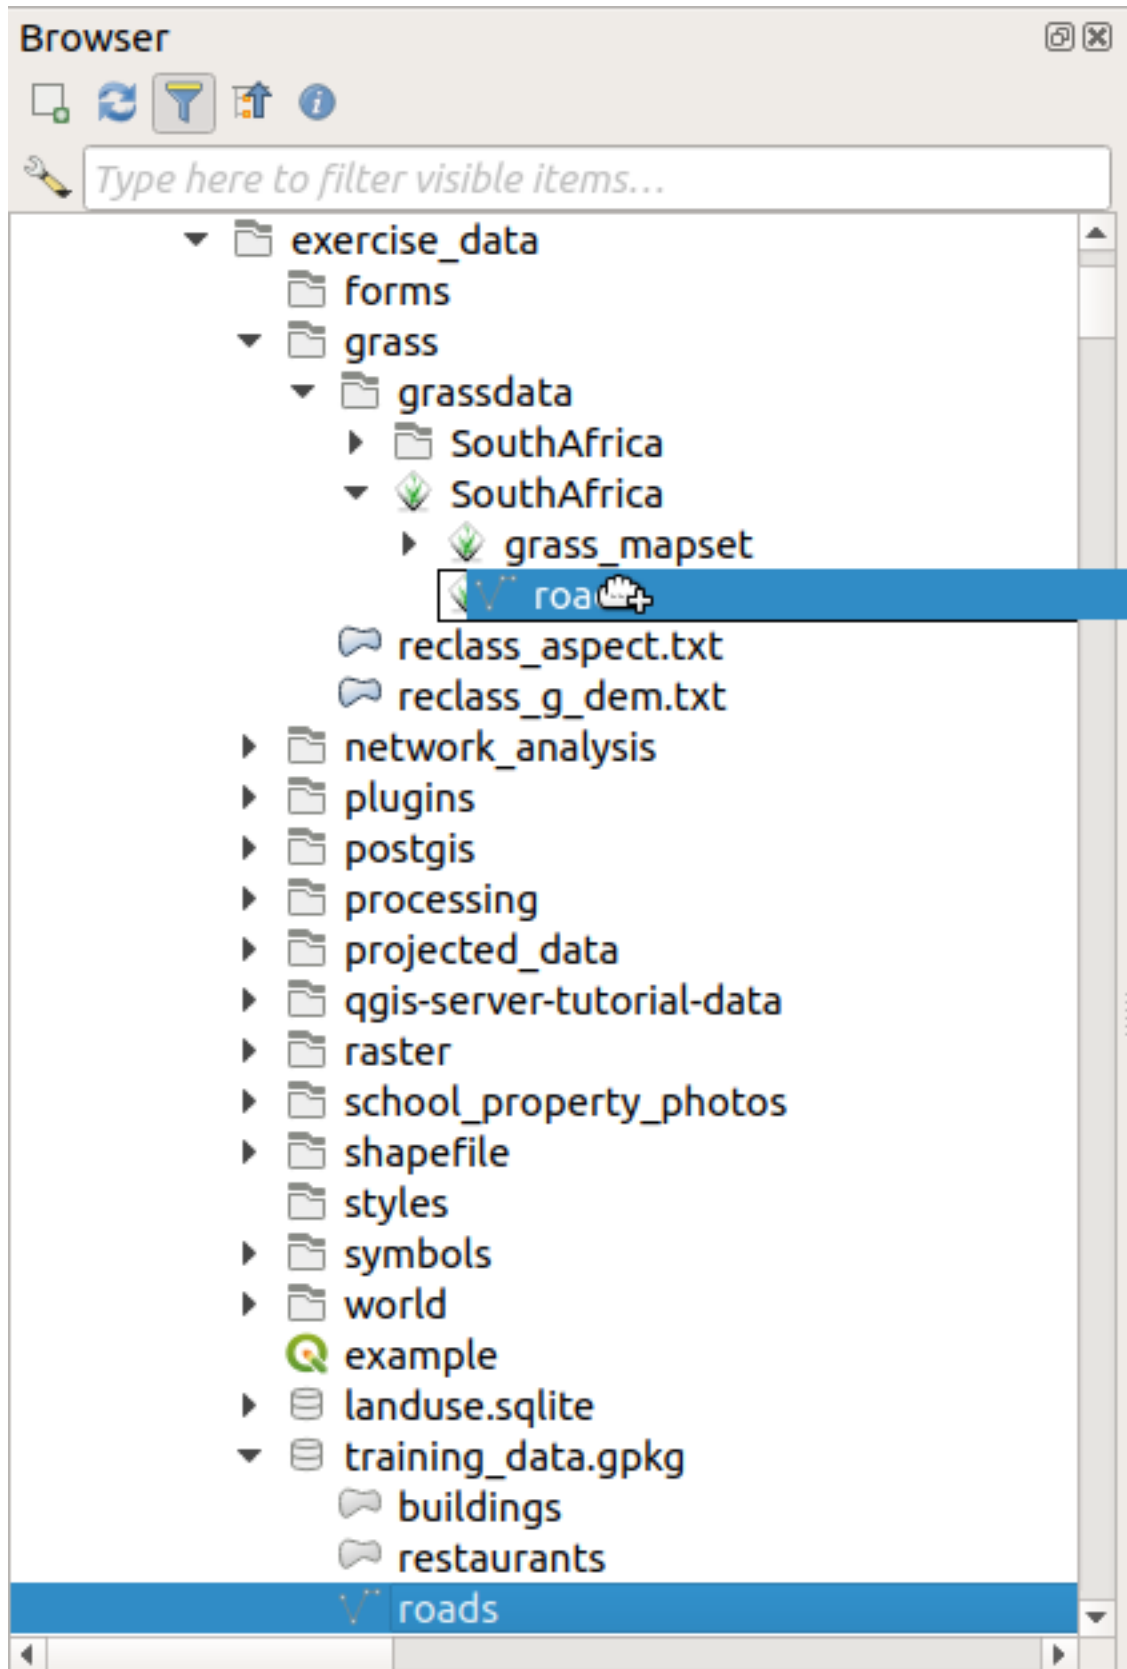 Browser
Type here to filter visible items...
exercise_data
forms
grass
grassdata
SouthAfrica
SouthAfrica
grass_mapset
roa
reclass_aspect.txt
reclass_g_dem.txt
network_analysis
plugins
postgis
processing
projected_data
qgis-server-tutorial-data
raster
school_property_photos
shapefile
styles
symbols
world
example
landuse.sqlite
training_data.gpkg
buildings
restaurants
roads